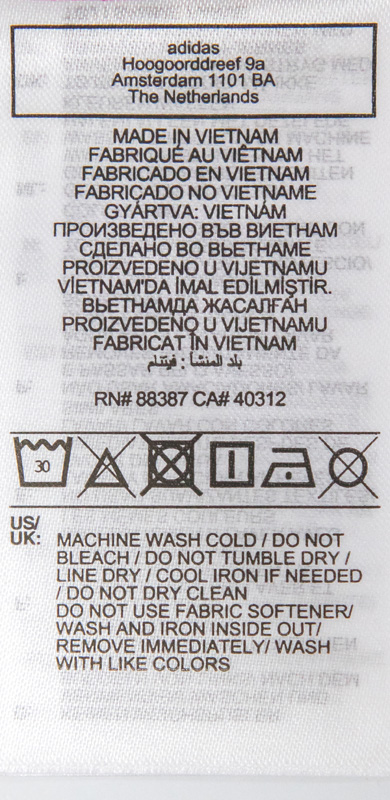 adidas
Hoogoorddreef 9a
Amsterdam 1101 BA
The Netherlands
MADE IN VIETNAM
FABRIQUÉ AU VIÊTNAM
FABRICADO EN VIETNAM
FABRICADO NO VIETNAME
GYÁRTVA: VIETNÁM
ПРОИЗВЕДЕНО ВЪВ ВИЕТНАМ
СДЕЛАНО ВО ВЬЕТНАМЕ
PROIZVEDENO U VIJETNAMU
VİETNAM'DA İMAL EDİLMİŞTİR.
ВЬЕТНАМДА ЖАСАЛҒАН
PROIZVEDENO U VIJETNAMU
FABRICAT ÎN VIETNAM
بلد المنشأ : فيتنام
RN# 88387 CA# 40312
30
US/
UK: MACHINE WASH COLD / DO NOT
BLEACH / DO NOT TUMBLE DRY /
LINE DRY / COOL IRON IF NEEDED
/ DO NOT DRY CLEAN
DO NOT USE FABRIC SOFTENER/
WASH AND IRON INSIDE OUT/
REMOVE IMMEDIATELY/ WASH
WITH LIKE COLORS